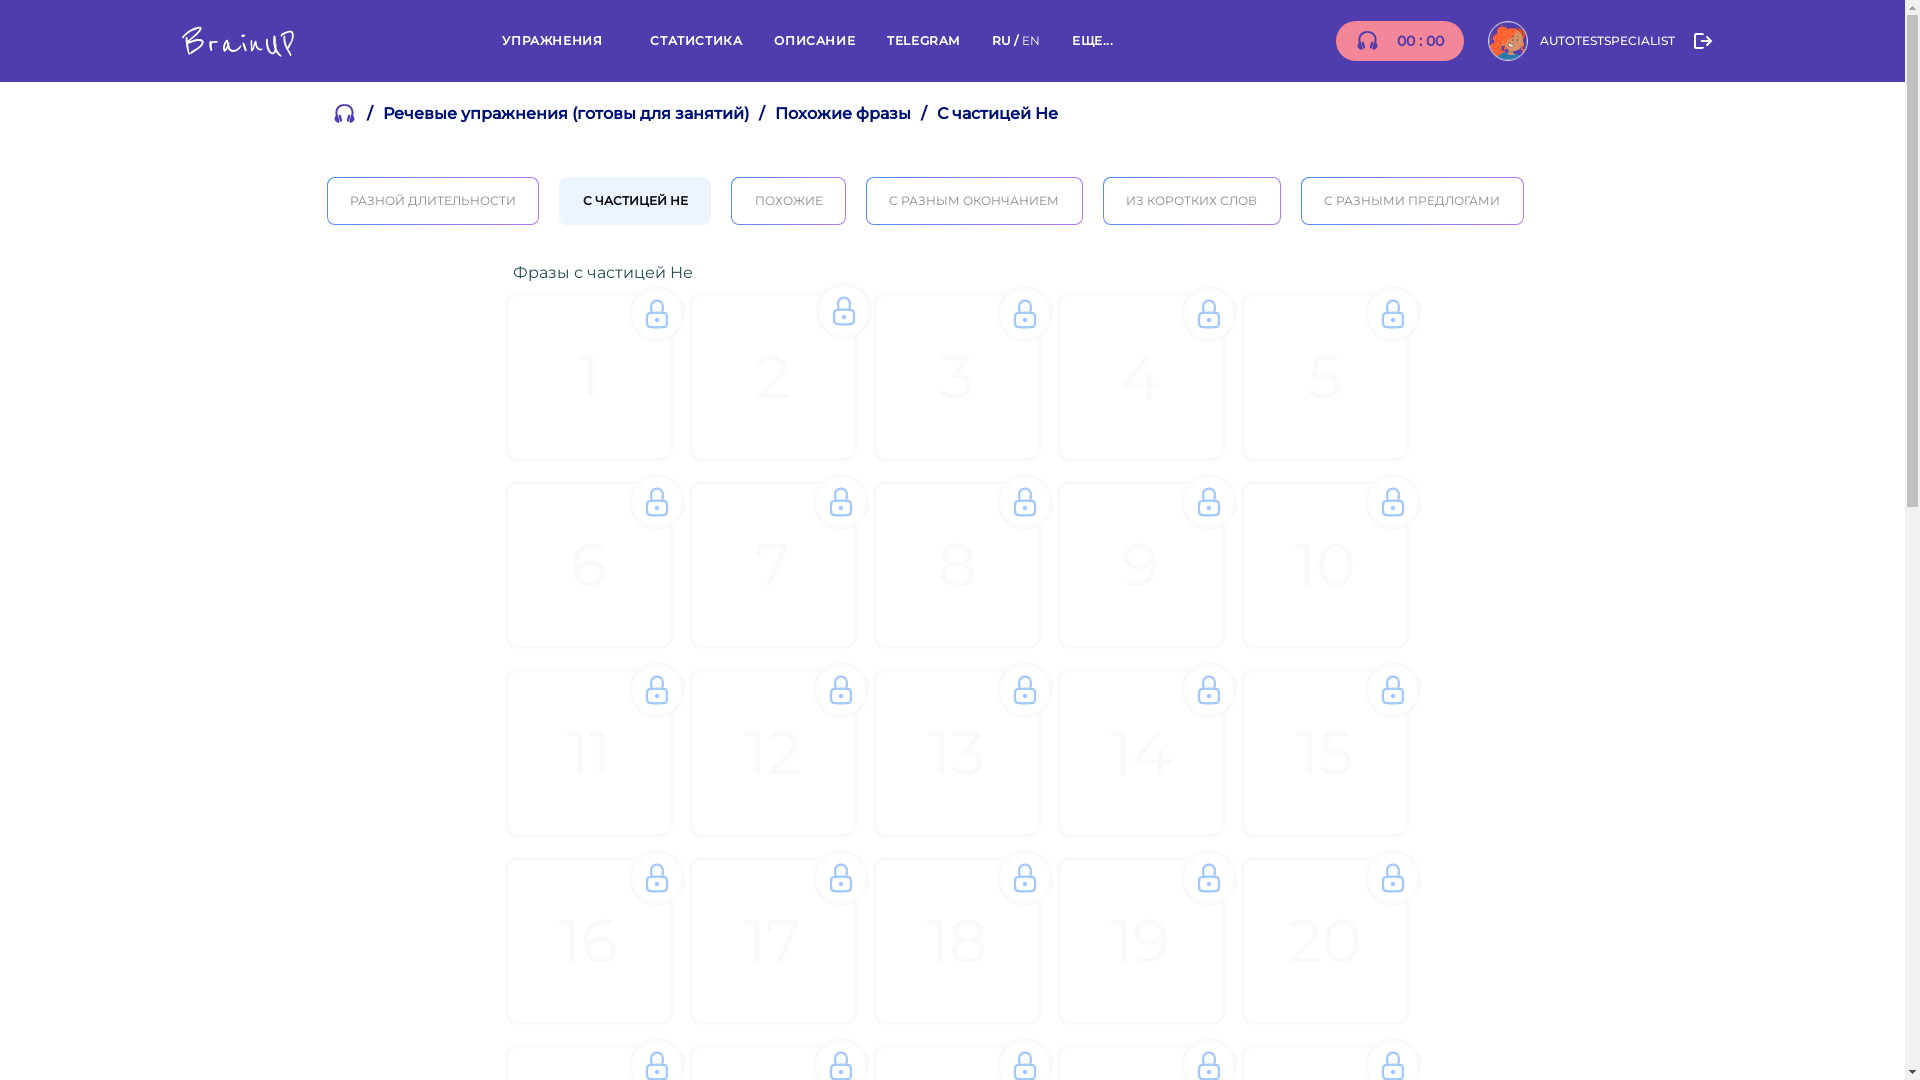 BrainUP
УПРАЖНЕНИЯ
СТАТИСТИКА
ОПИСАНИЕ
TELEGRAM
RU / EN
ЕЩЕ...
00 : 00
AUTOTESTSPECIALIST
/ Речевые упражнения (готовы для занятий) / Похожие фразы / С частицей Не
РАЗНОЙ ДЛИТЕЛЬНОСТИ
С ЧАСТИЦЕЙ НЕ
ПОХОЖИЕ
С РАЗНЫМ ОКОНЧАНИЕМ
ИЗ КОРОТКИХ СЛОВ
С РАЗНЫМИ ПРЕДЛОГАМИ
Фразы с частицей Не
1 2 3 4 5
6 7 8 9 10
11 12 13 14 15
16 17 18 19 20